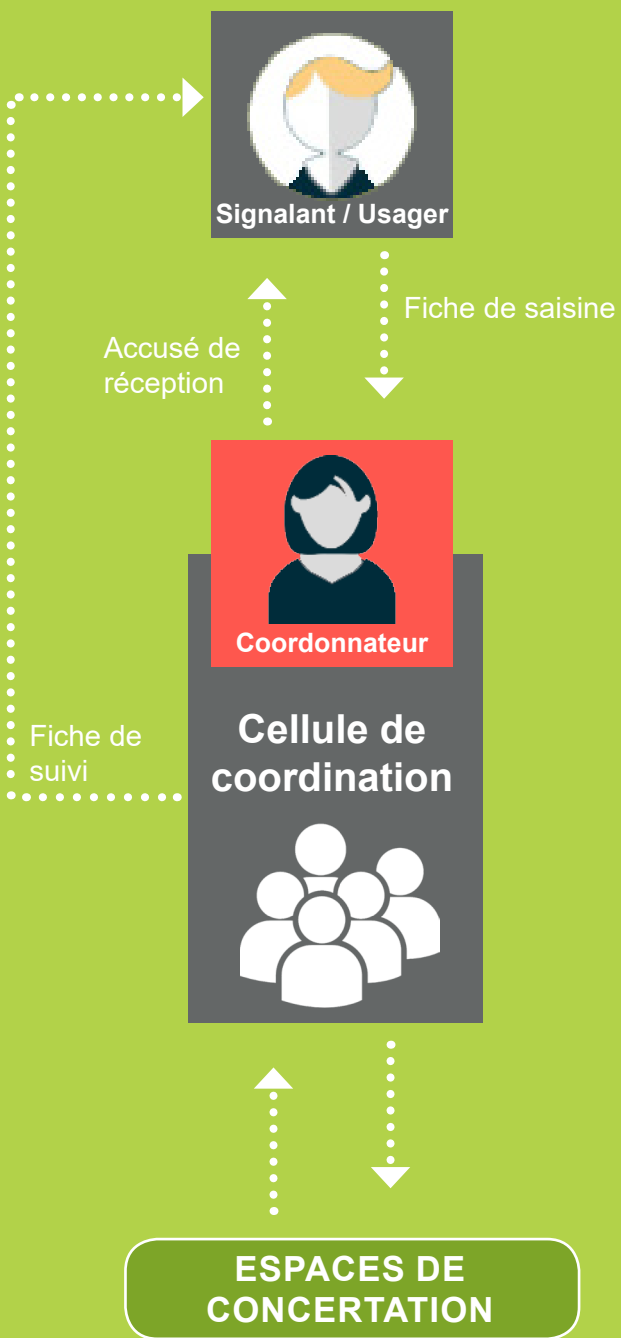 Signalant / Usager
Fiche de saisine
Accusé de
réception
Coordonnateur
Cellule de
coordination
Fiche de
suivi
ESPACES DE
CONCERTATION